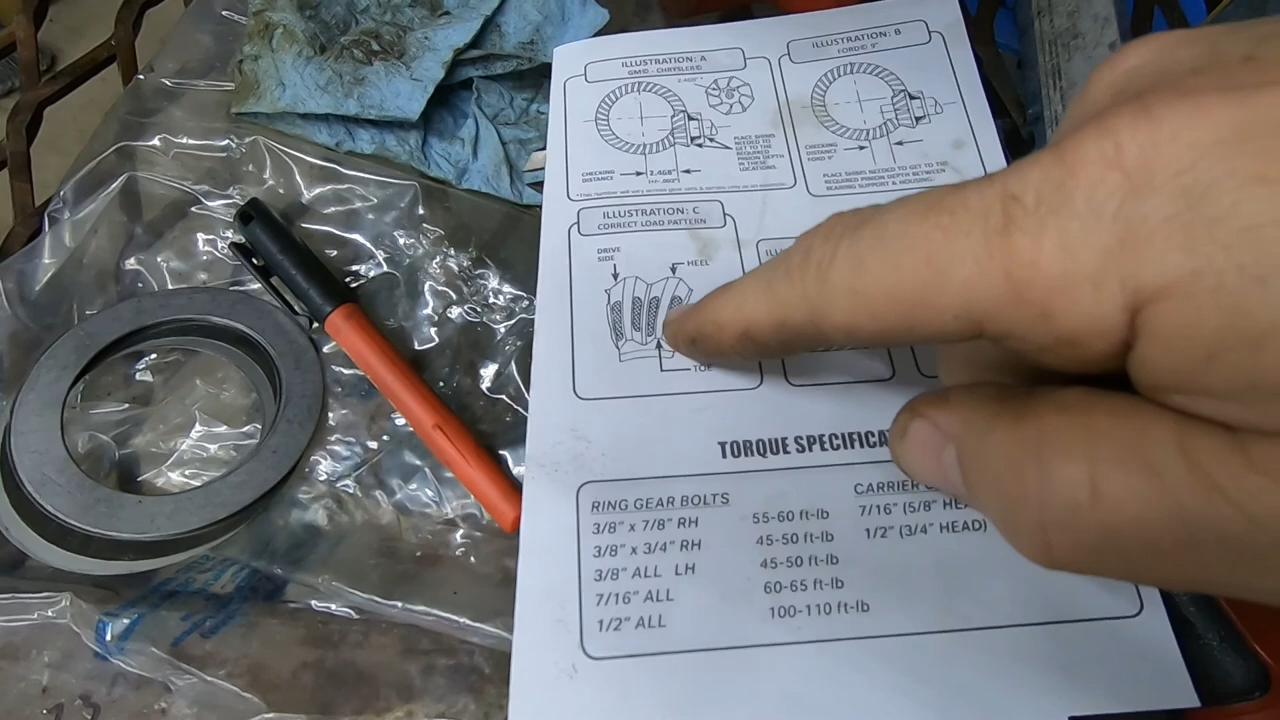 ILLUSTRATION: A
GM© - CHRYSLER©
2.468" *
PLACE SHIMS
NEEDED TO
GET TO THE
REQUIRED
PINION DEPTH
IN THESE
LOCATIONS.
CHECKING
DISTANCE
2.468"
(+/- .002")
ILLUSTRATION: B
FORD© 9"
CHECKING
DISTANCE
FORD 9"
PLACE SHIMS NEEDED TO GET TO THE
REQUIRED PINION DEPTH BETWEEN
BEARING SUPPORT & HOUSING.
ILLUSTRATION: C
CORRECT LOAD PATTERN
DRIVE
SIDE
HEEL
TOE
TORQUE SPECIFICA
RING GEAR BOLTS
3/8" x 7/8" RH 55-60 ft-lb
3/8" x 3/4" RH 45-50 ft-lb
3/8" ALL LH 45-50 ft-lb
7/16" ALL 60-65 ft-lb
1/2" ALL 100-110 ft-lb
CARRIER
7/16" (5/8" HEA
1/2" (3/4" HEAD)